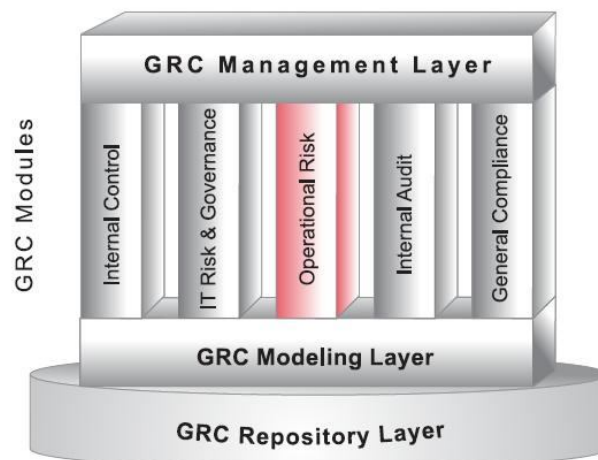 GRC Management Layer
GRC Modules
Internal Control
IT Risk & Governance
Operational Risk
Internal Audit
General Compliance
GRC Modeling Layer
GRC Repository Layer